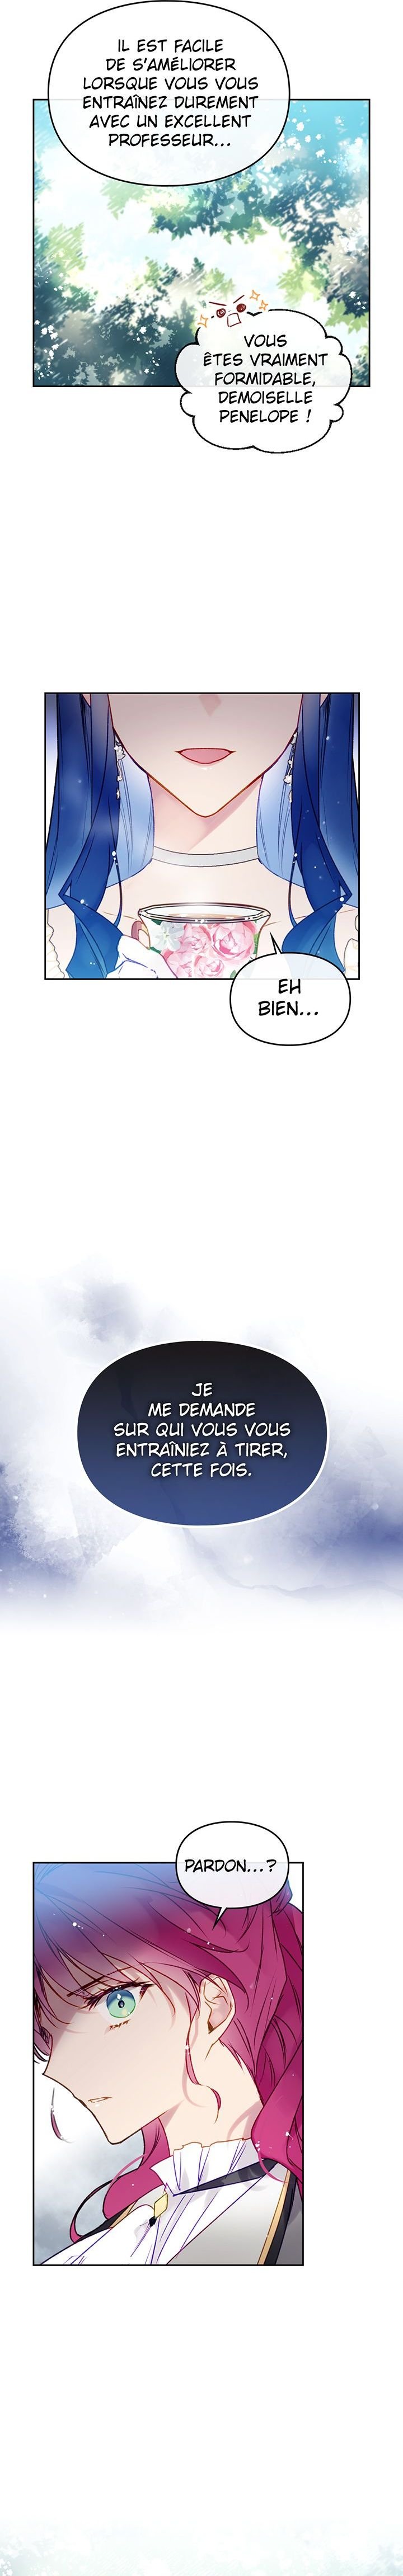 IL EST FACILE
DE S'AMÉLIORER
LORSQUE VOUS VOUS
ENTRAÎNEZ DUREMENT
AVEC UN EXCELLENT
PROFESSEUR...
VOUS
ÊTES VRAIMENT
FORMIDABLE,
DEMOISELLE
PENELOPE !
EH
BIEN...
JE
ME DEMANDE
SUR QUI VOUS VOUS
ENTRAÎNIEZ À TIRER,
CETTE FOIS.
PARDON...?